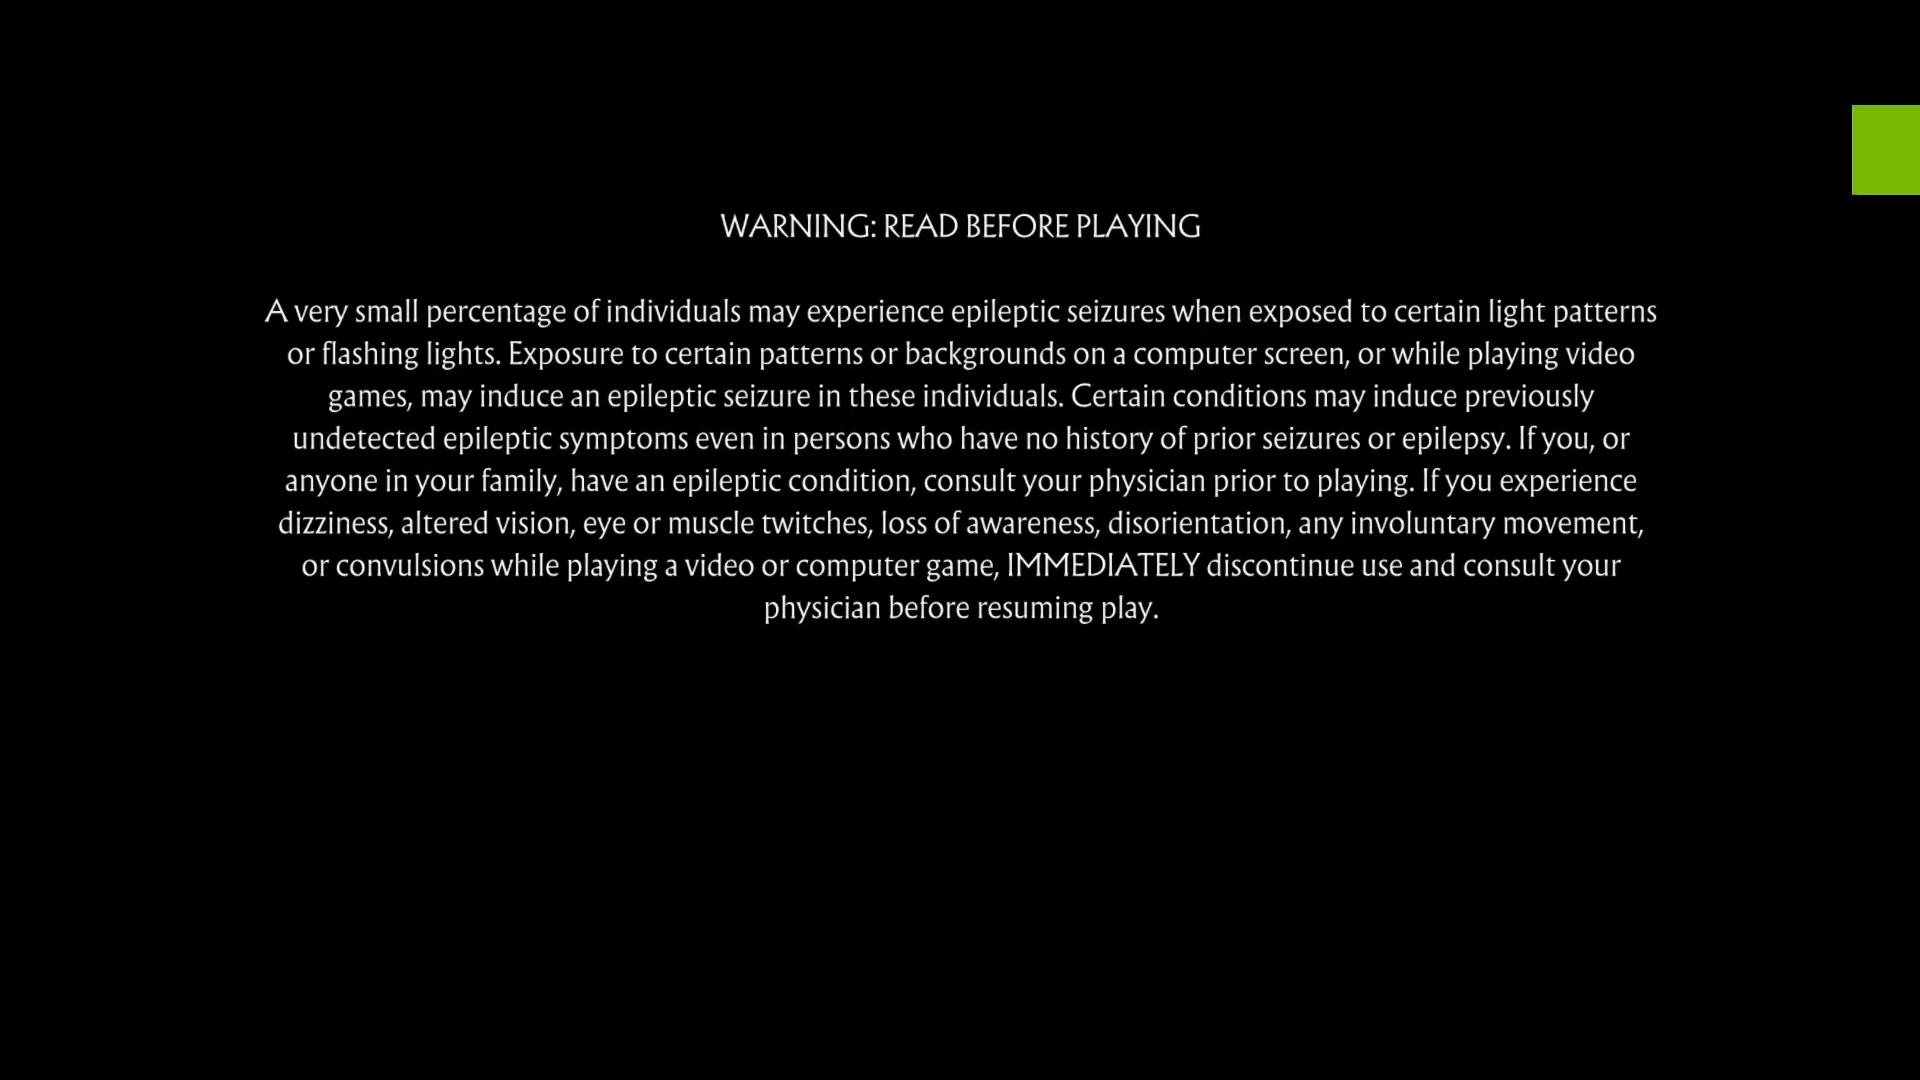 WARNING: READ BEFORE PLAYING
A very small percentage of individuals may experience epileptic seizures when exposed to certain light patterns
or flashing lights. Exposure to certain patterns or backgrounds on a computer screen, or while playing video
games, may induce an epileptic seizure in these individuals. Certain conditions may induce previously
undetected epileptic symptoms even in persons who have no history of prior seizures or epilepsy. If you, or
anyone in your family, have an epileptic condition, consult your physician prior to playing. If you experience
dizziness, altered vision, eye or muscle twitches, loss of awareness, disorientation, any involuntary movement,
or convulsions while playing a video or computer game, IMMEDIATELY discontinue use and consult your
physician before resuming play.